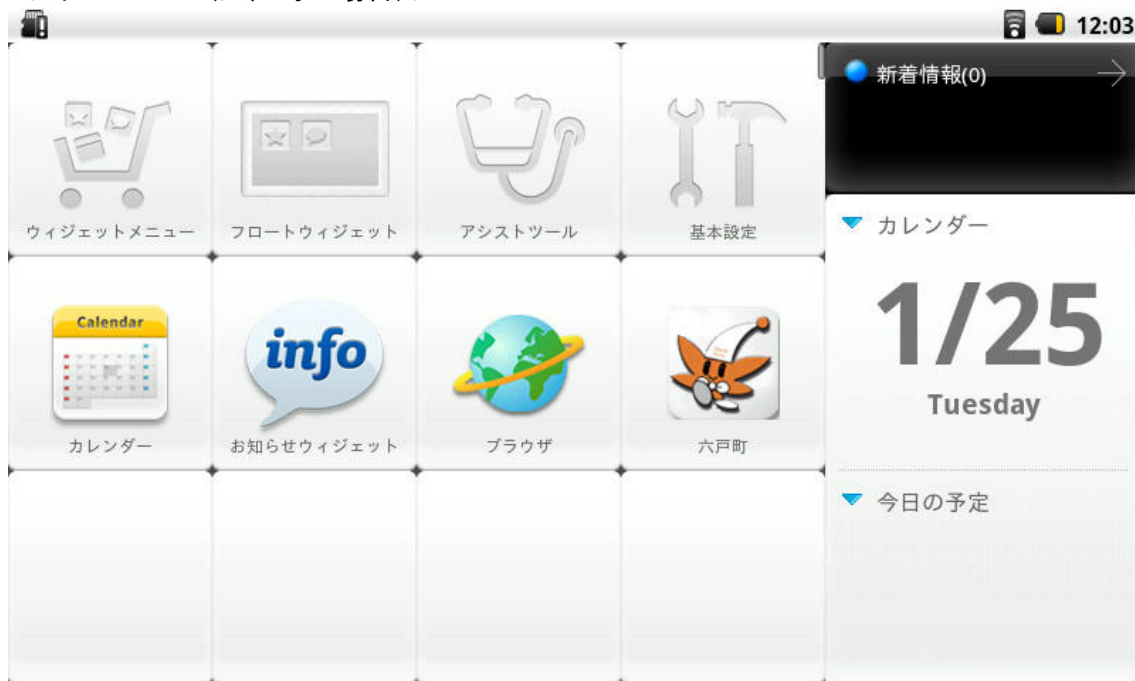 12:03
新着情報(0)
ウィジェットメニュー
フロートウィジェット
アシストツール
基本設定
カレンダー
1/25
Tuesday
Calendar
info
カレンダー
お知らせウィジェット
ブラウザ
六戸町
今日の予定